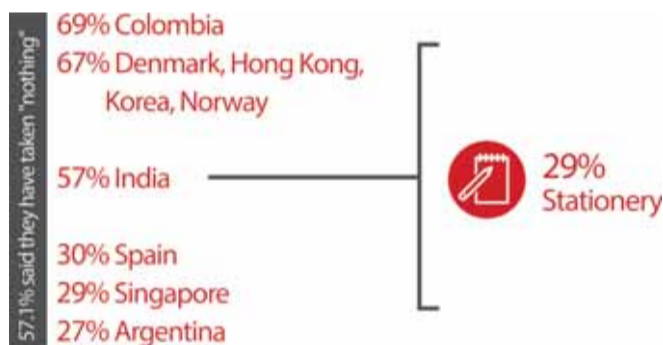 57.1% said they have taken "nothing"
69% Colombia
67% Denmark, Hong Kong,
Korea, Norway
57% India
30% Spain
29% Singapore
27% Argentina
29%
Stationery